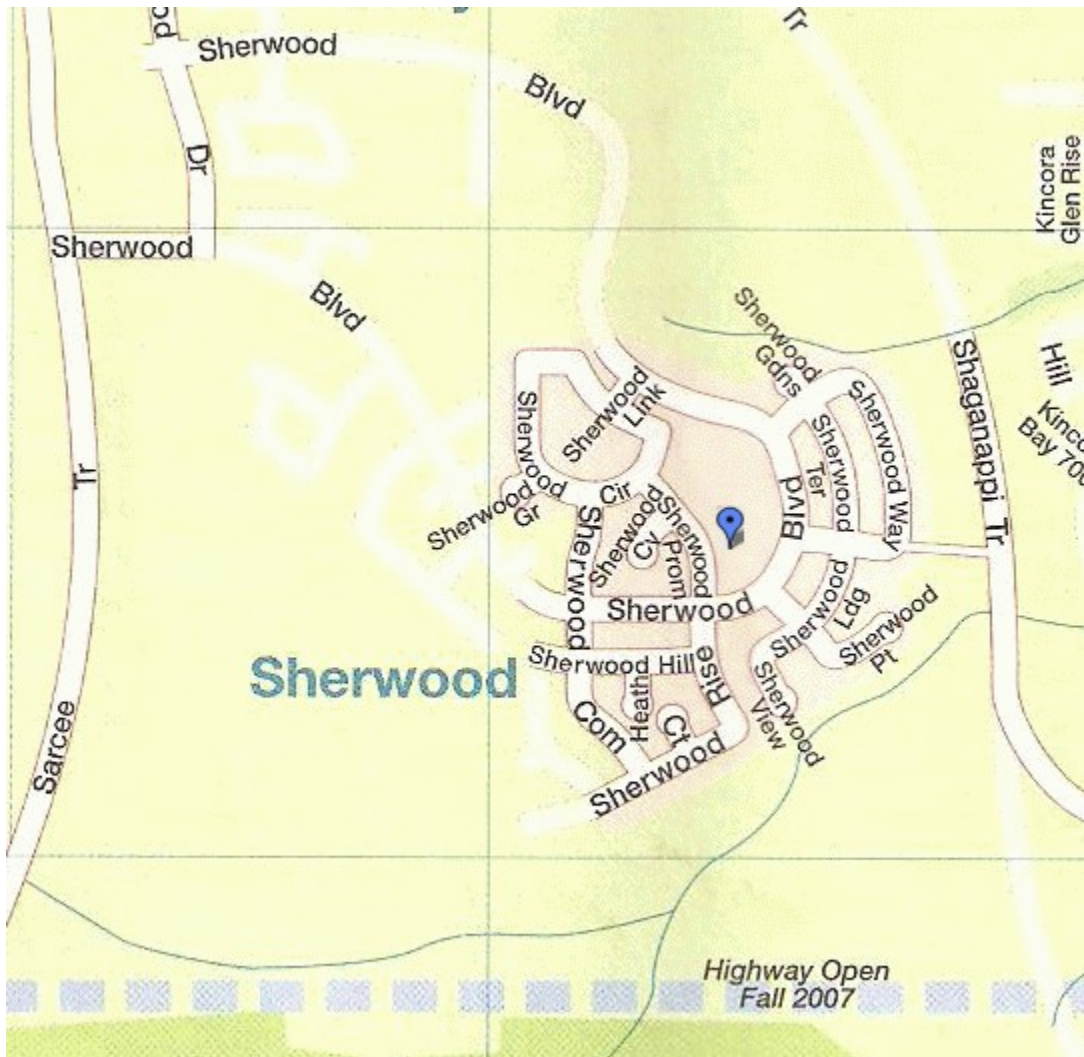 Tr
Sherwood
Blvd
Dr
Kincora
Glen Rise
Sherwood
Blvd
Sherwood
Gdns
Hill
Shaganappi Tr
Sherwood
Link
Sherwood Way
Sherwood
Ter
Sherwood
Cir
Bay
Sherwood
Gr
Tr
Blvd
Sherwood
Cv
Sherwood
Prom
Sherwood
Com
Sherwood
Sherwood
Ldg
Sherwood
Pt
Sherwood Hill
Rise
Sherwood
Heath
Ct
Sherwood
View
Sherwood
Sarcee
Highway Open
Fall 2007